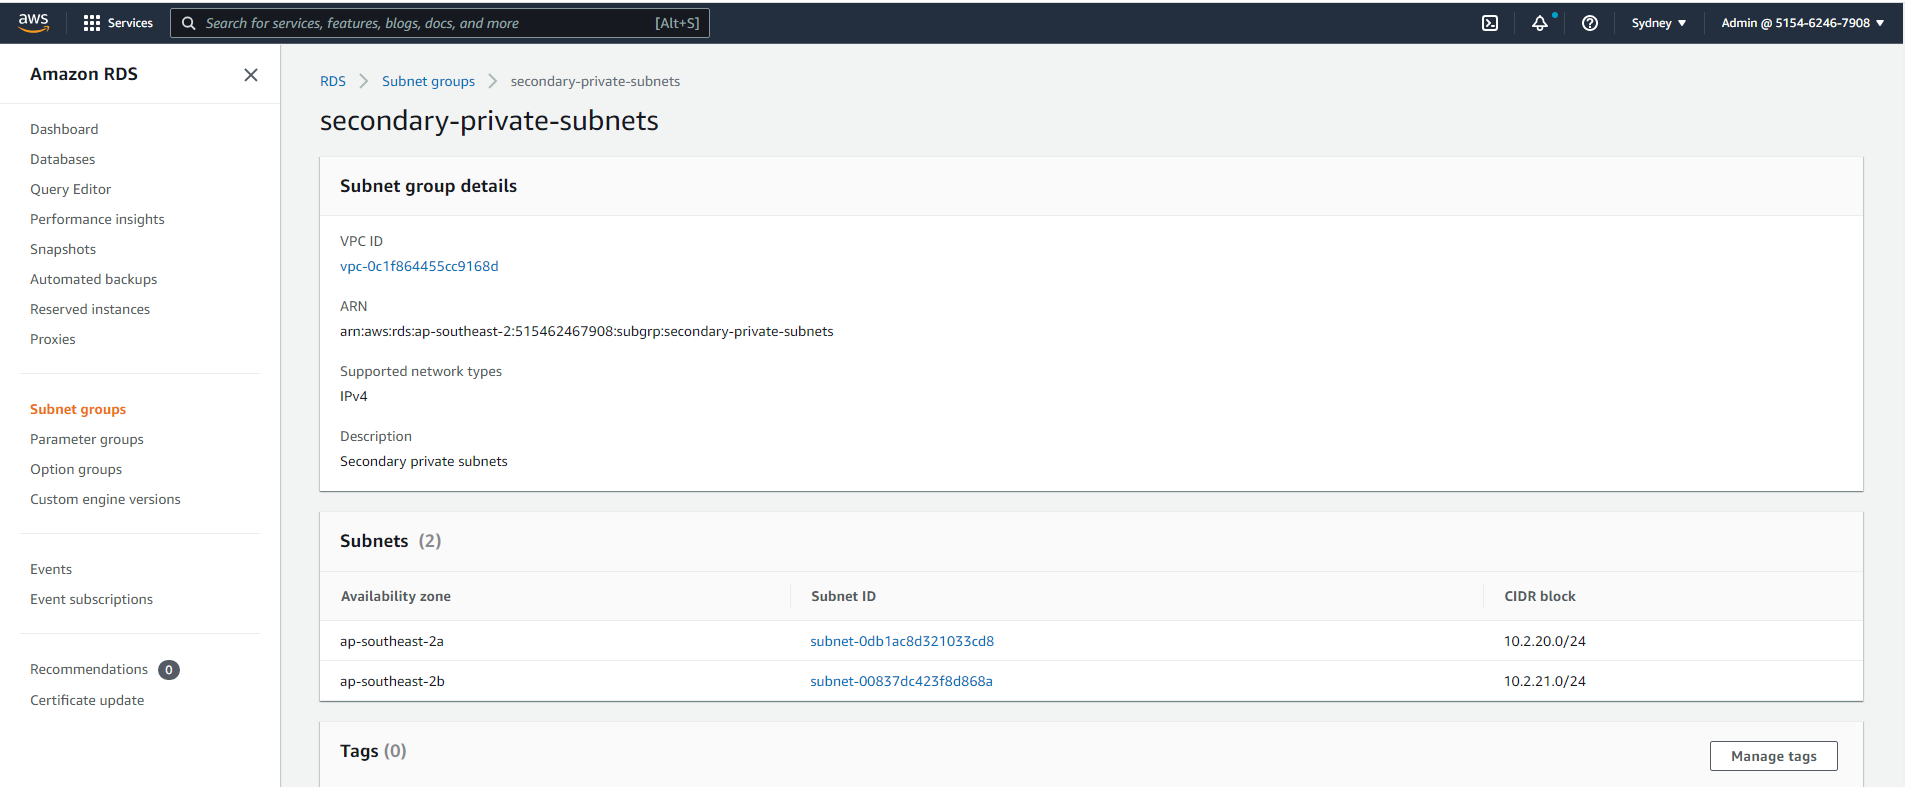 aws
Services
Search for services, features, blogs, docs, and more
[Alt+S]
Sydney
Admin @ 5154-6246-7908
Amazon RDS
Dashboard
Databases
Query Editor
Performance insights
Snapshots
Automated backups
Reserved instances
Proxies
Subnet groups
Parameter groups
Option groups
Custom engine versions
Events
Event subscriptions
Recommendations 0
Certificate update
RDS
Subnet groups
secondary-private-subnets
secondary-private-subnets
Subnet group details
VPC ID
vpc-0c1f864455cc9168d
ARN
arn:aws:rds:ap-southeast-2:515462467908:subgrp:secondary-private-subnets
Supported network types
IPv4
Description
Secondary private subnets
Subnets (2)
Availability zone Subnet ID CIDR block
ap-southeast-2a subnet-0db1ac8d321033cd8 10.2.20.0/24
ap-southeast-2b subnet-00837dc423f8d868a 10.2.21.0/24
Tags (0)
Manage tags